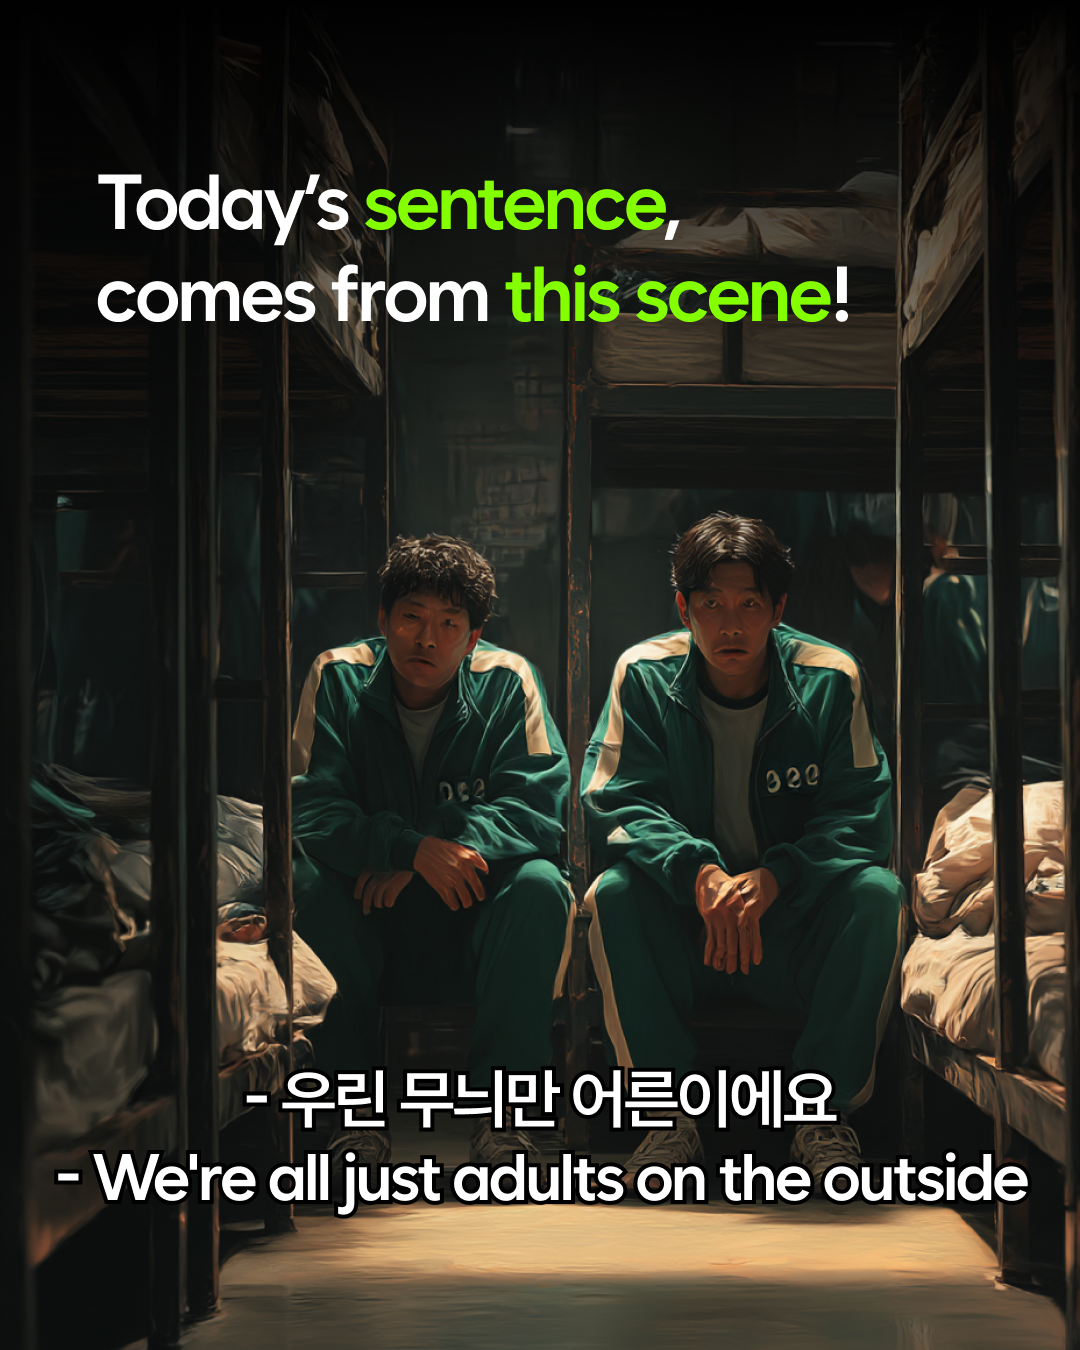 Today's sentence,
comes from this scene!
- 우린 무늬만 어른이에요
- We're all just adults on the outside